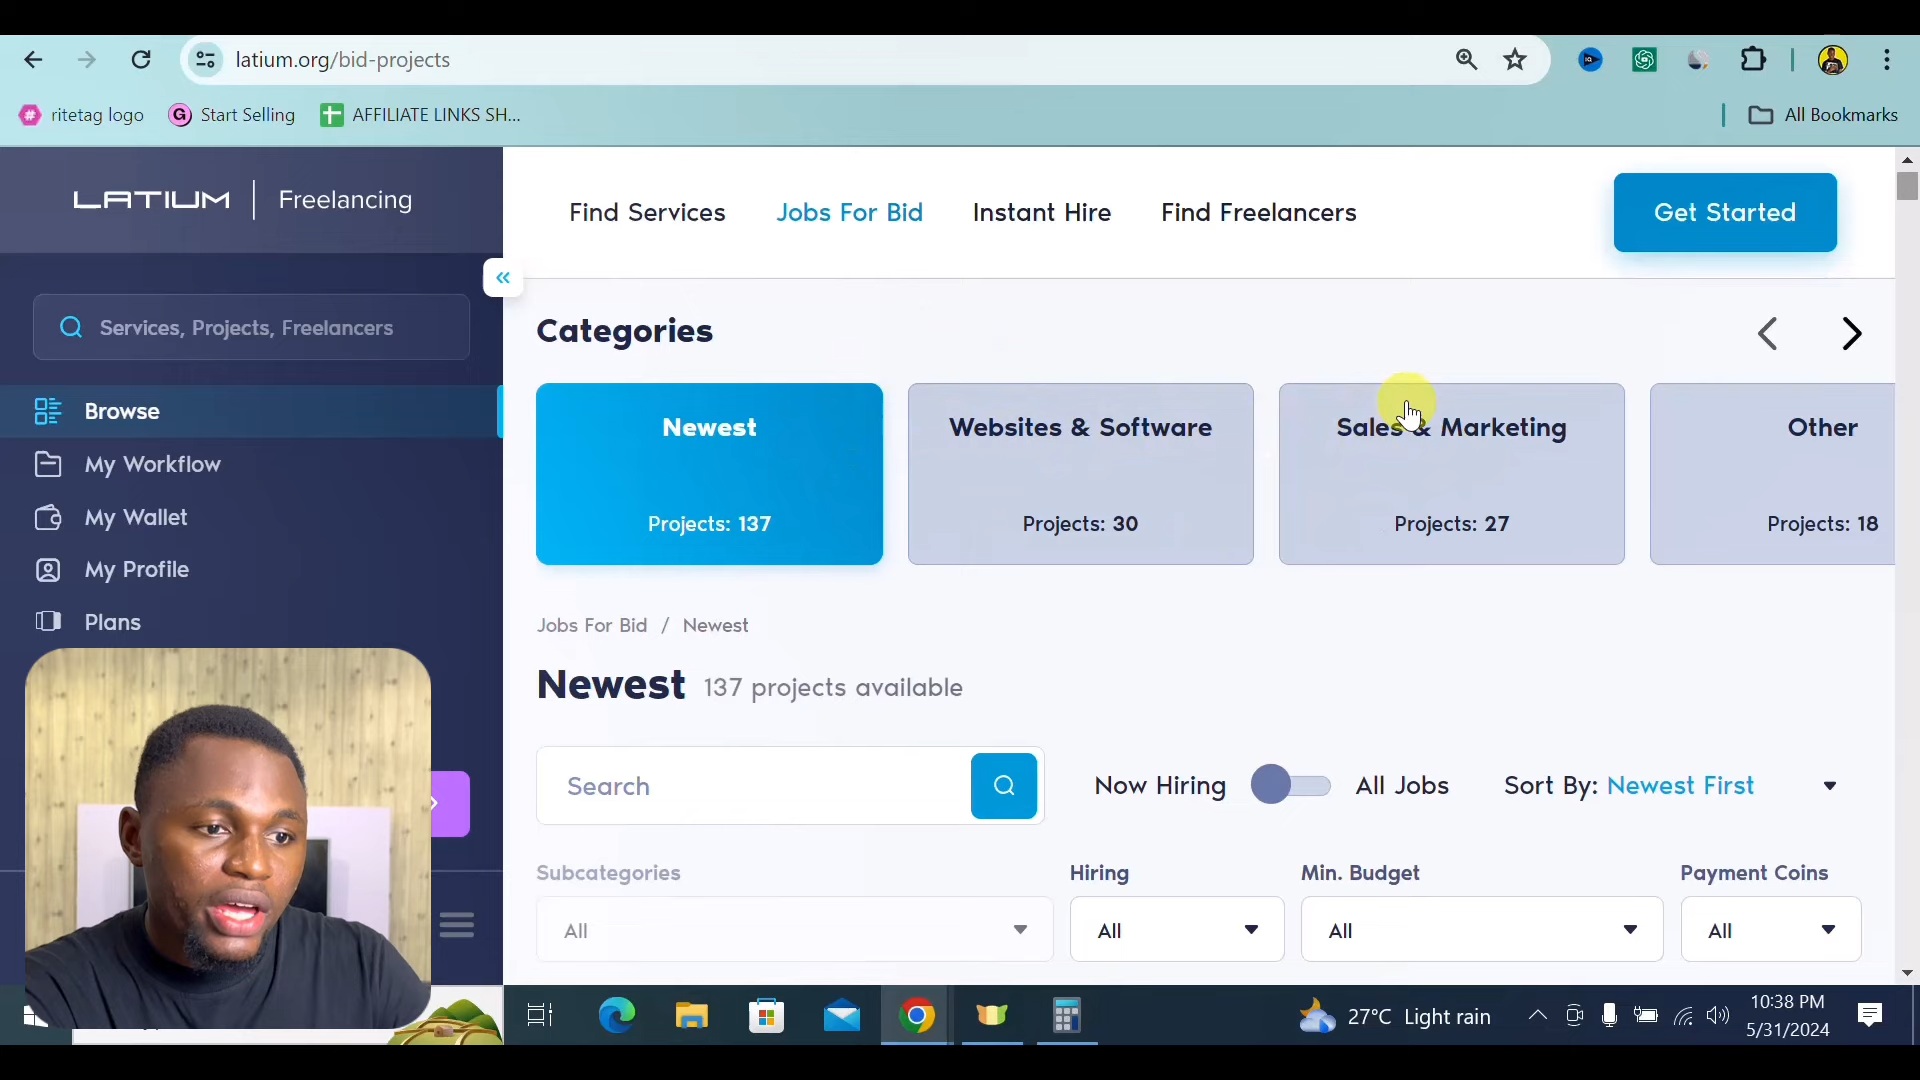 latium.org/bid-projects
ritetag logo
Start Selling
AFFILIATE LINKS SH...
All Bookmarks
LATIUM | Freelancing
Find Services
Jobs For Bid
Instant Hire
Find Freelancers
Get Started
Services, Projects, Freelancers
Browse
My Workflow
My Wallet
My Profile
Plans
Categories
Newest
Projects: 137
Websites & Software
Projects: 30
Sales & Marketing
Projects: 27
Other
Projects: 18
Jobs For Bid / Newest
Newest 137 projects available
Search
Now Hiring
All Jobs
Sort By: Newest First
Subcategories
All
Hiring
All
Min. Budget
All
Payment Coins
All
27°C Light rain
10:38 PM
5/31/2024